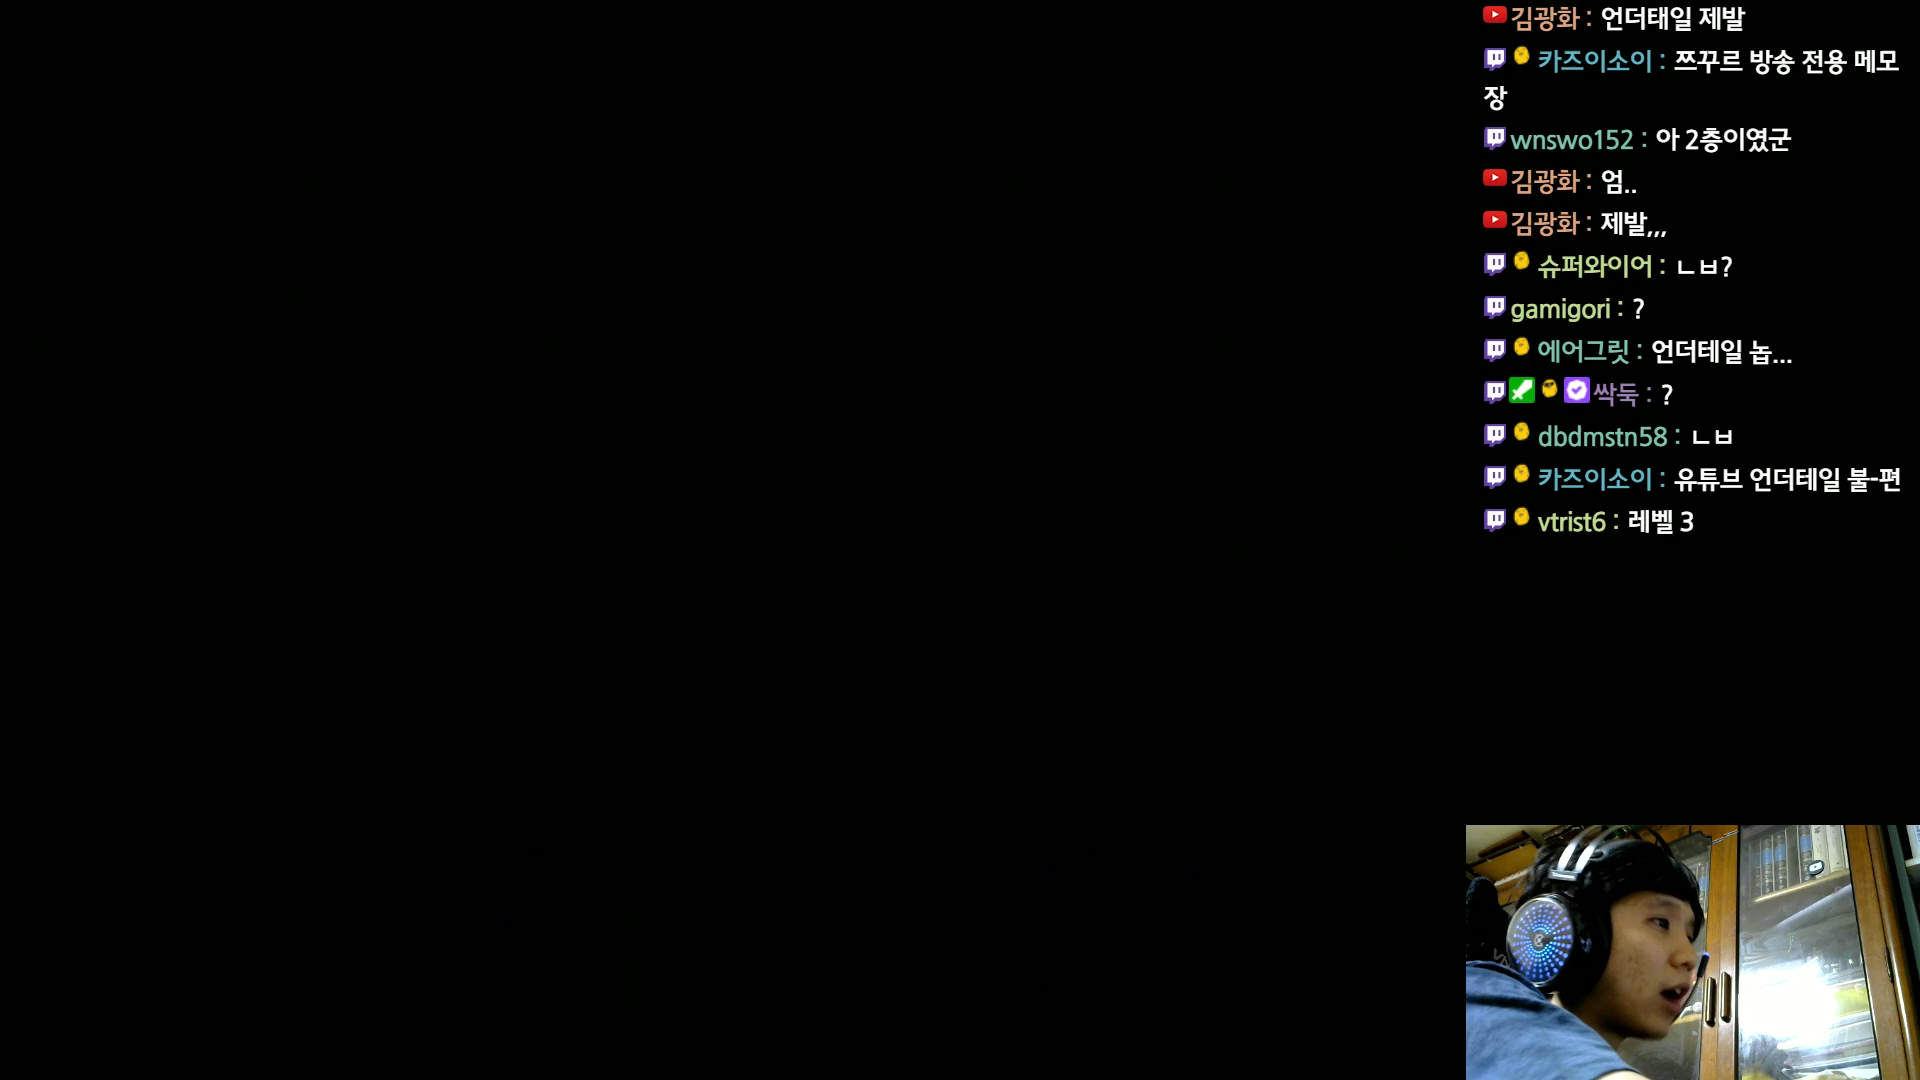 김광화 : 언더태일 제발
카즈이소이 : 쯔꾸르 방송 전용 메모
장
wnswo152 : 아 2층이였군
김광화 : 엄..
김광화 : 제발,,,
슈퍼와이어 : ㄴㅂ?
gamigori : ?
에어그릿 : 언더테일 놉...
싹둑 : ?
dbdmstn58 : ㄴㅂ
카즈이소이 : 유튜브 언더테일 불-편
vtrist6 : 레벨 3